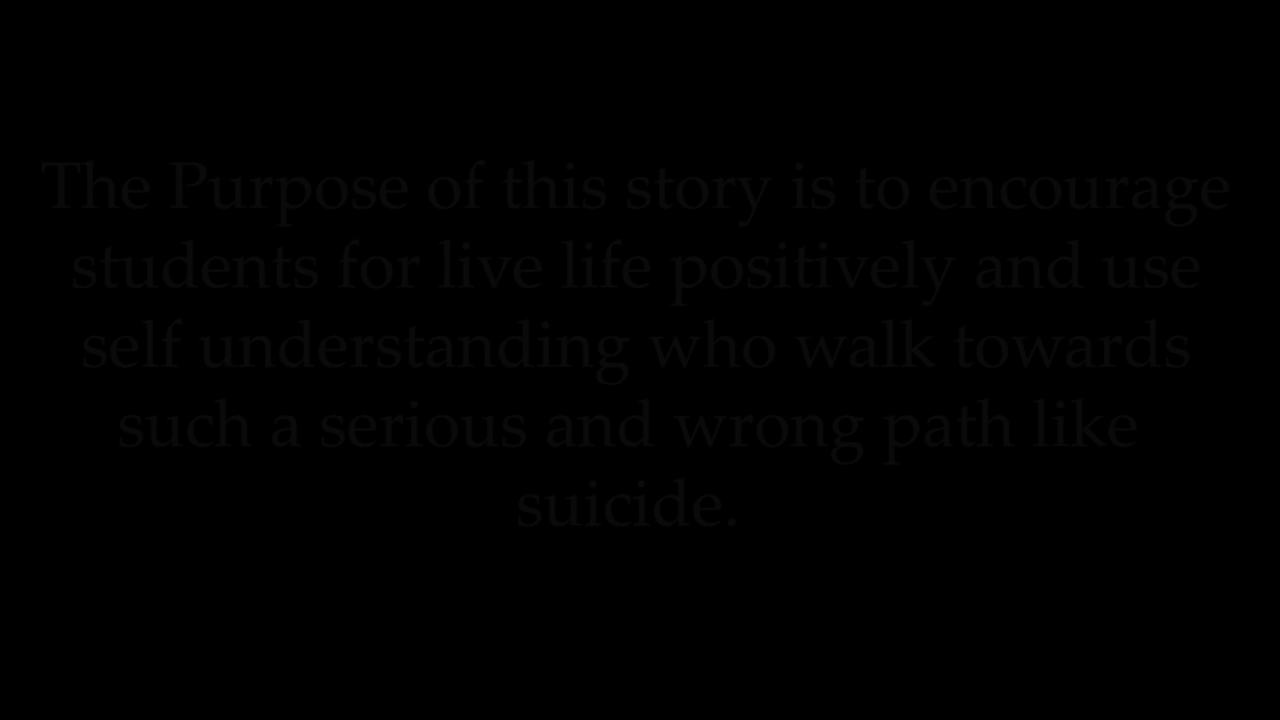 The Purpose of this story is to encourage
students for live life positively and use
self understanding who walk towards
such a serious and wrong path like
suicide.